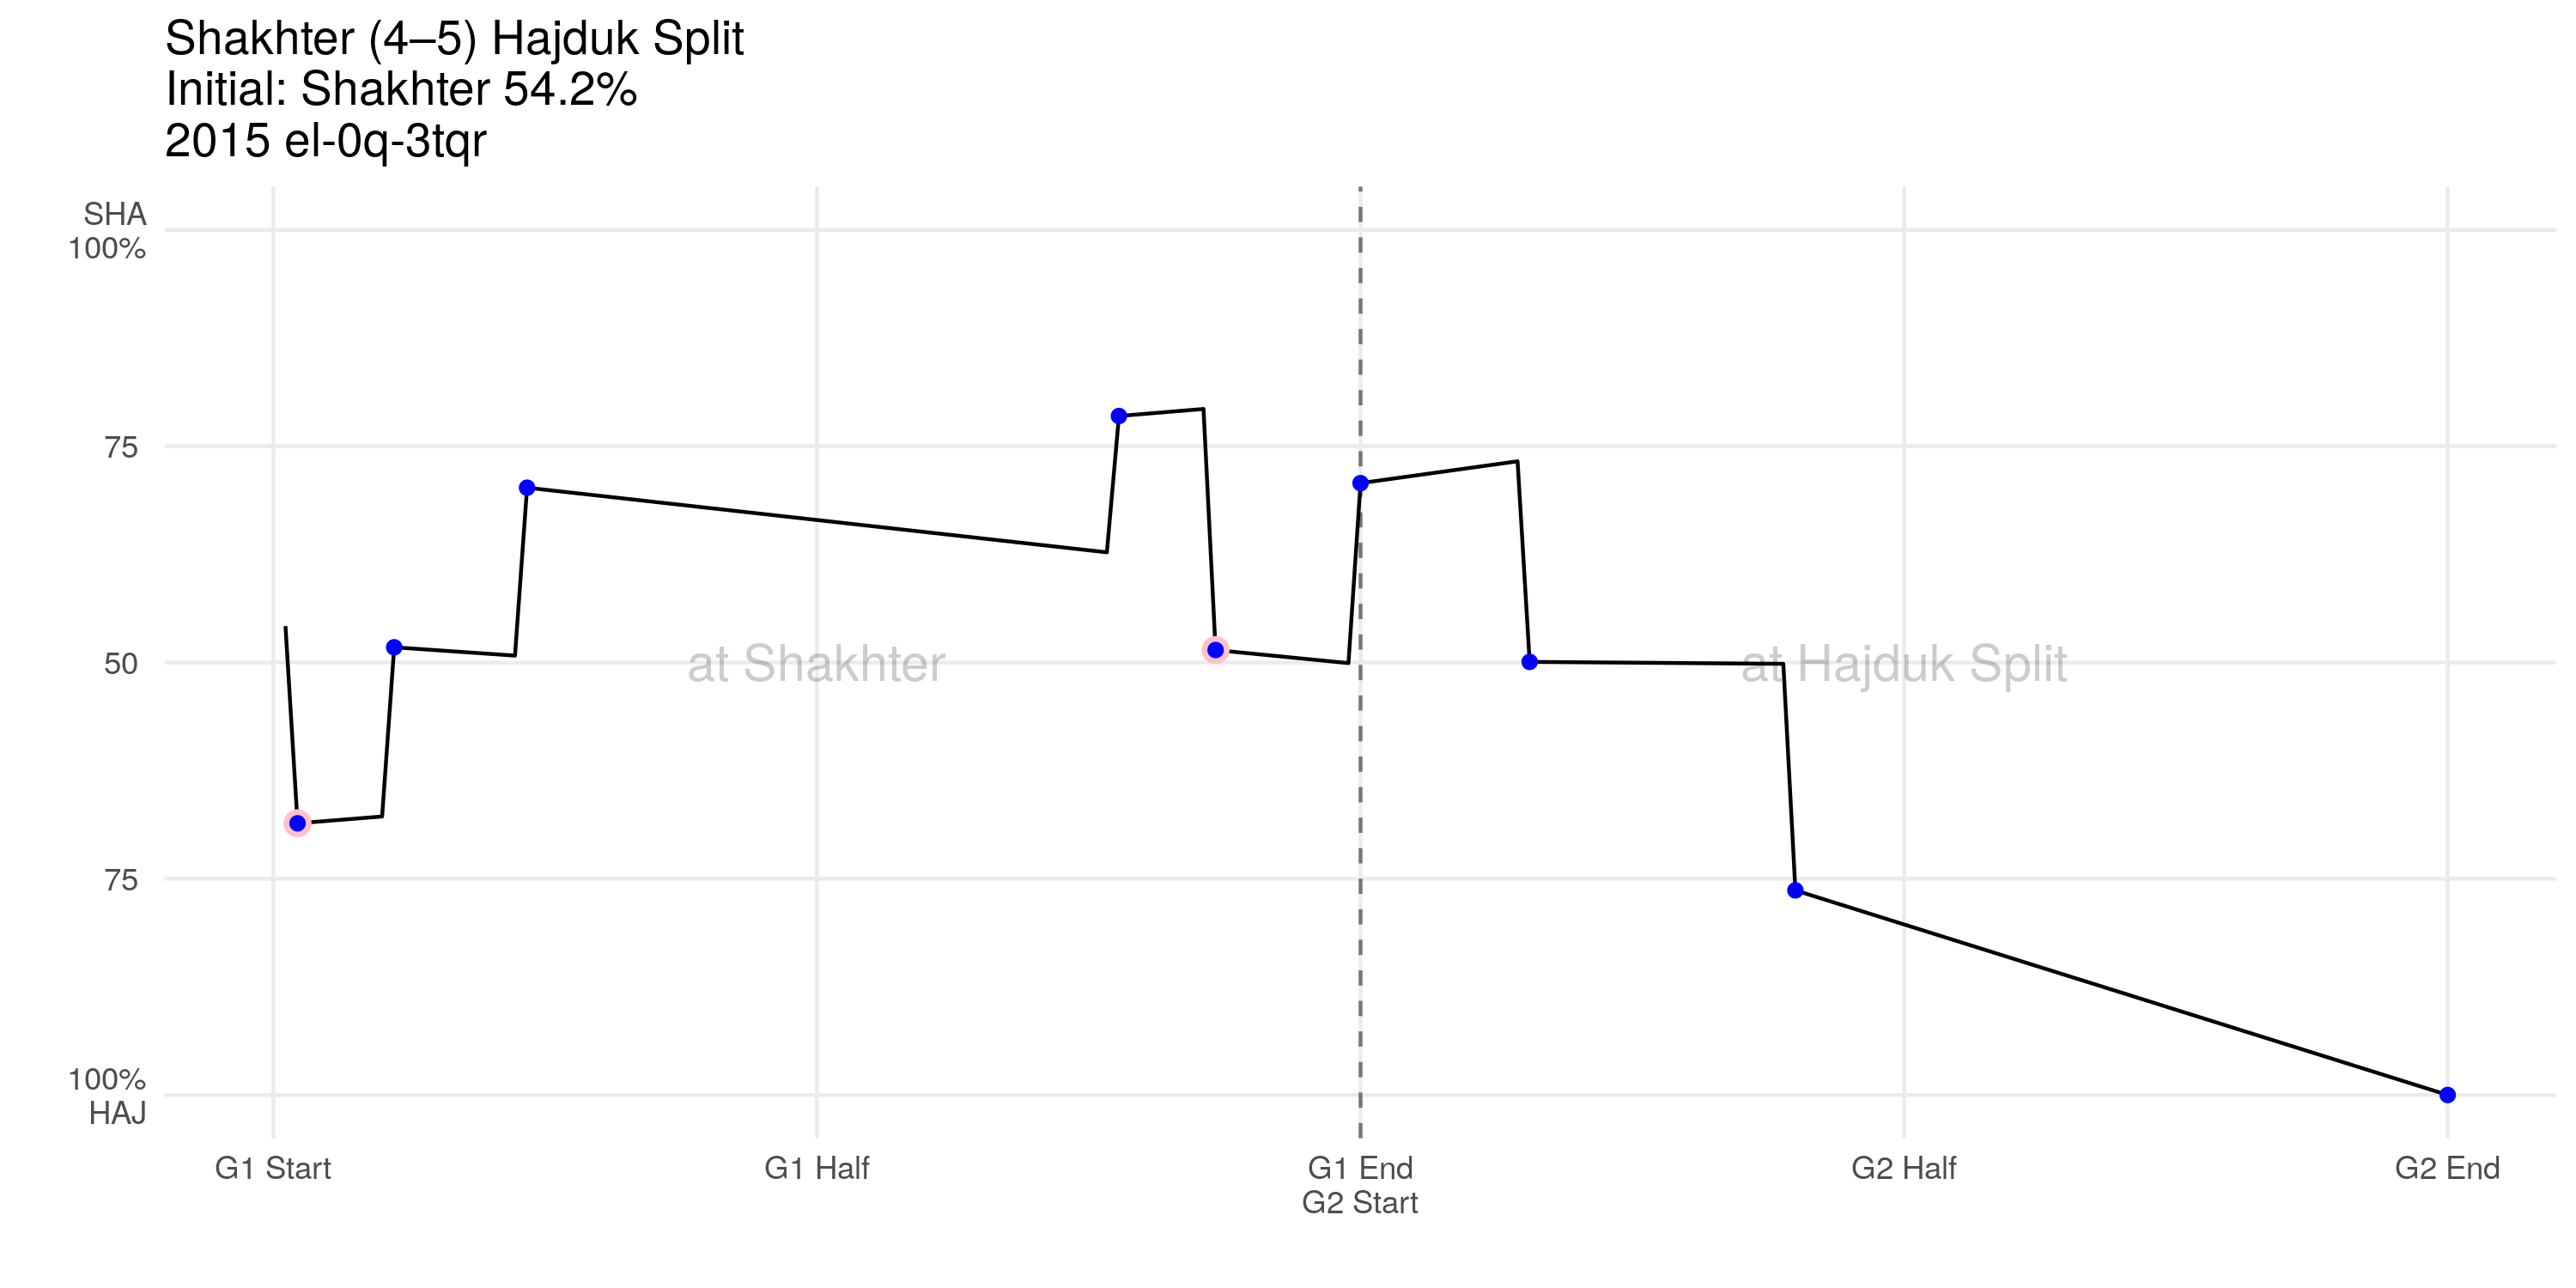 Shakhter (4–5) Hajduk Split
Initial: Shakhter 54.2%
2015 el-0q-3tqr
SHA
100%
75
50
75
100%
HAJ
at Shakhter
at Hajduk Split
G1 Start
G1 Half
G1 End
G2 Start
G2 Half
G2 End